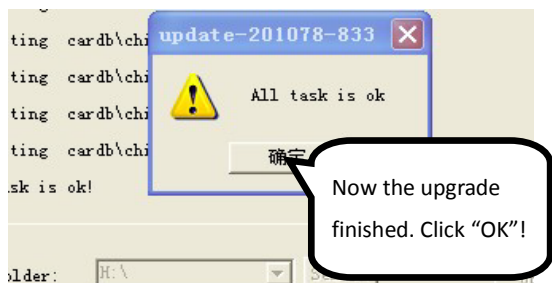 ting cardb\chi
update-201078-833
ting cardb\chi
All task is ok
ting cardb\chi
ting cardb\chi
确定
sk is ok!
Now the upgrade
finished. Click “OK”!
older:
H:\